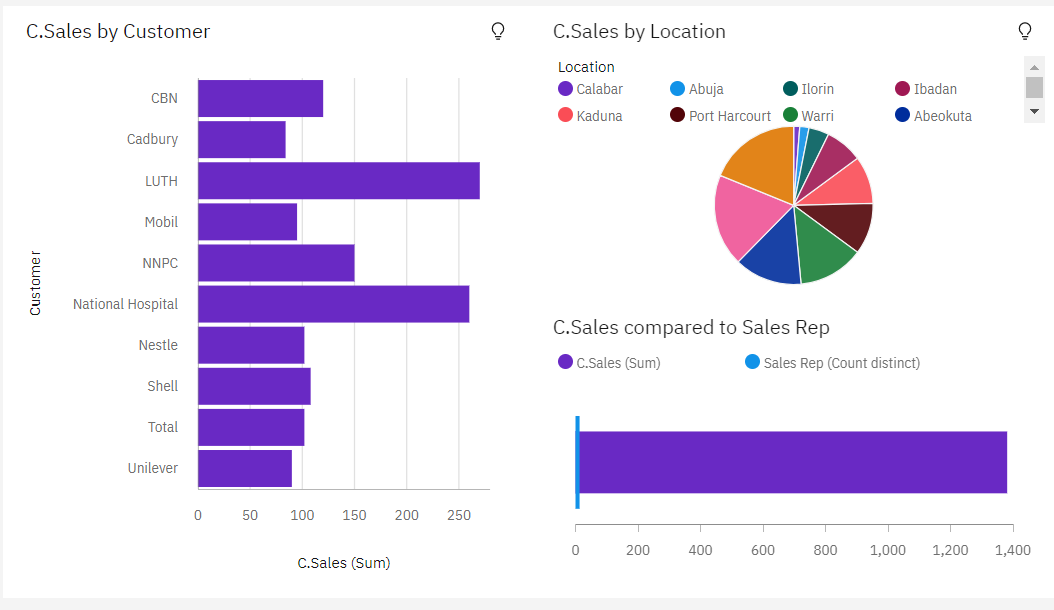 C.Sales by Customer
CBN
Cadbury
LUTH
Mobil
NNPC
National Hospital
Nestle
Shell
Total
Unilever
Customer
0 50 100 150 200 250
C.Sales (Sum)
C.Sales by Location
Location
Calabar Abuja Ilorin Ibadan
Kaduna Port Harcourt Warri Abeokuta
C.Sales compared to Sales Rep
C.Sales (Sum) Sales Rep (Count distinct)
0 200 400 600 800 1,000 1,200 1,400